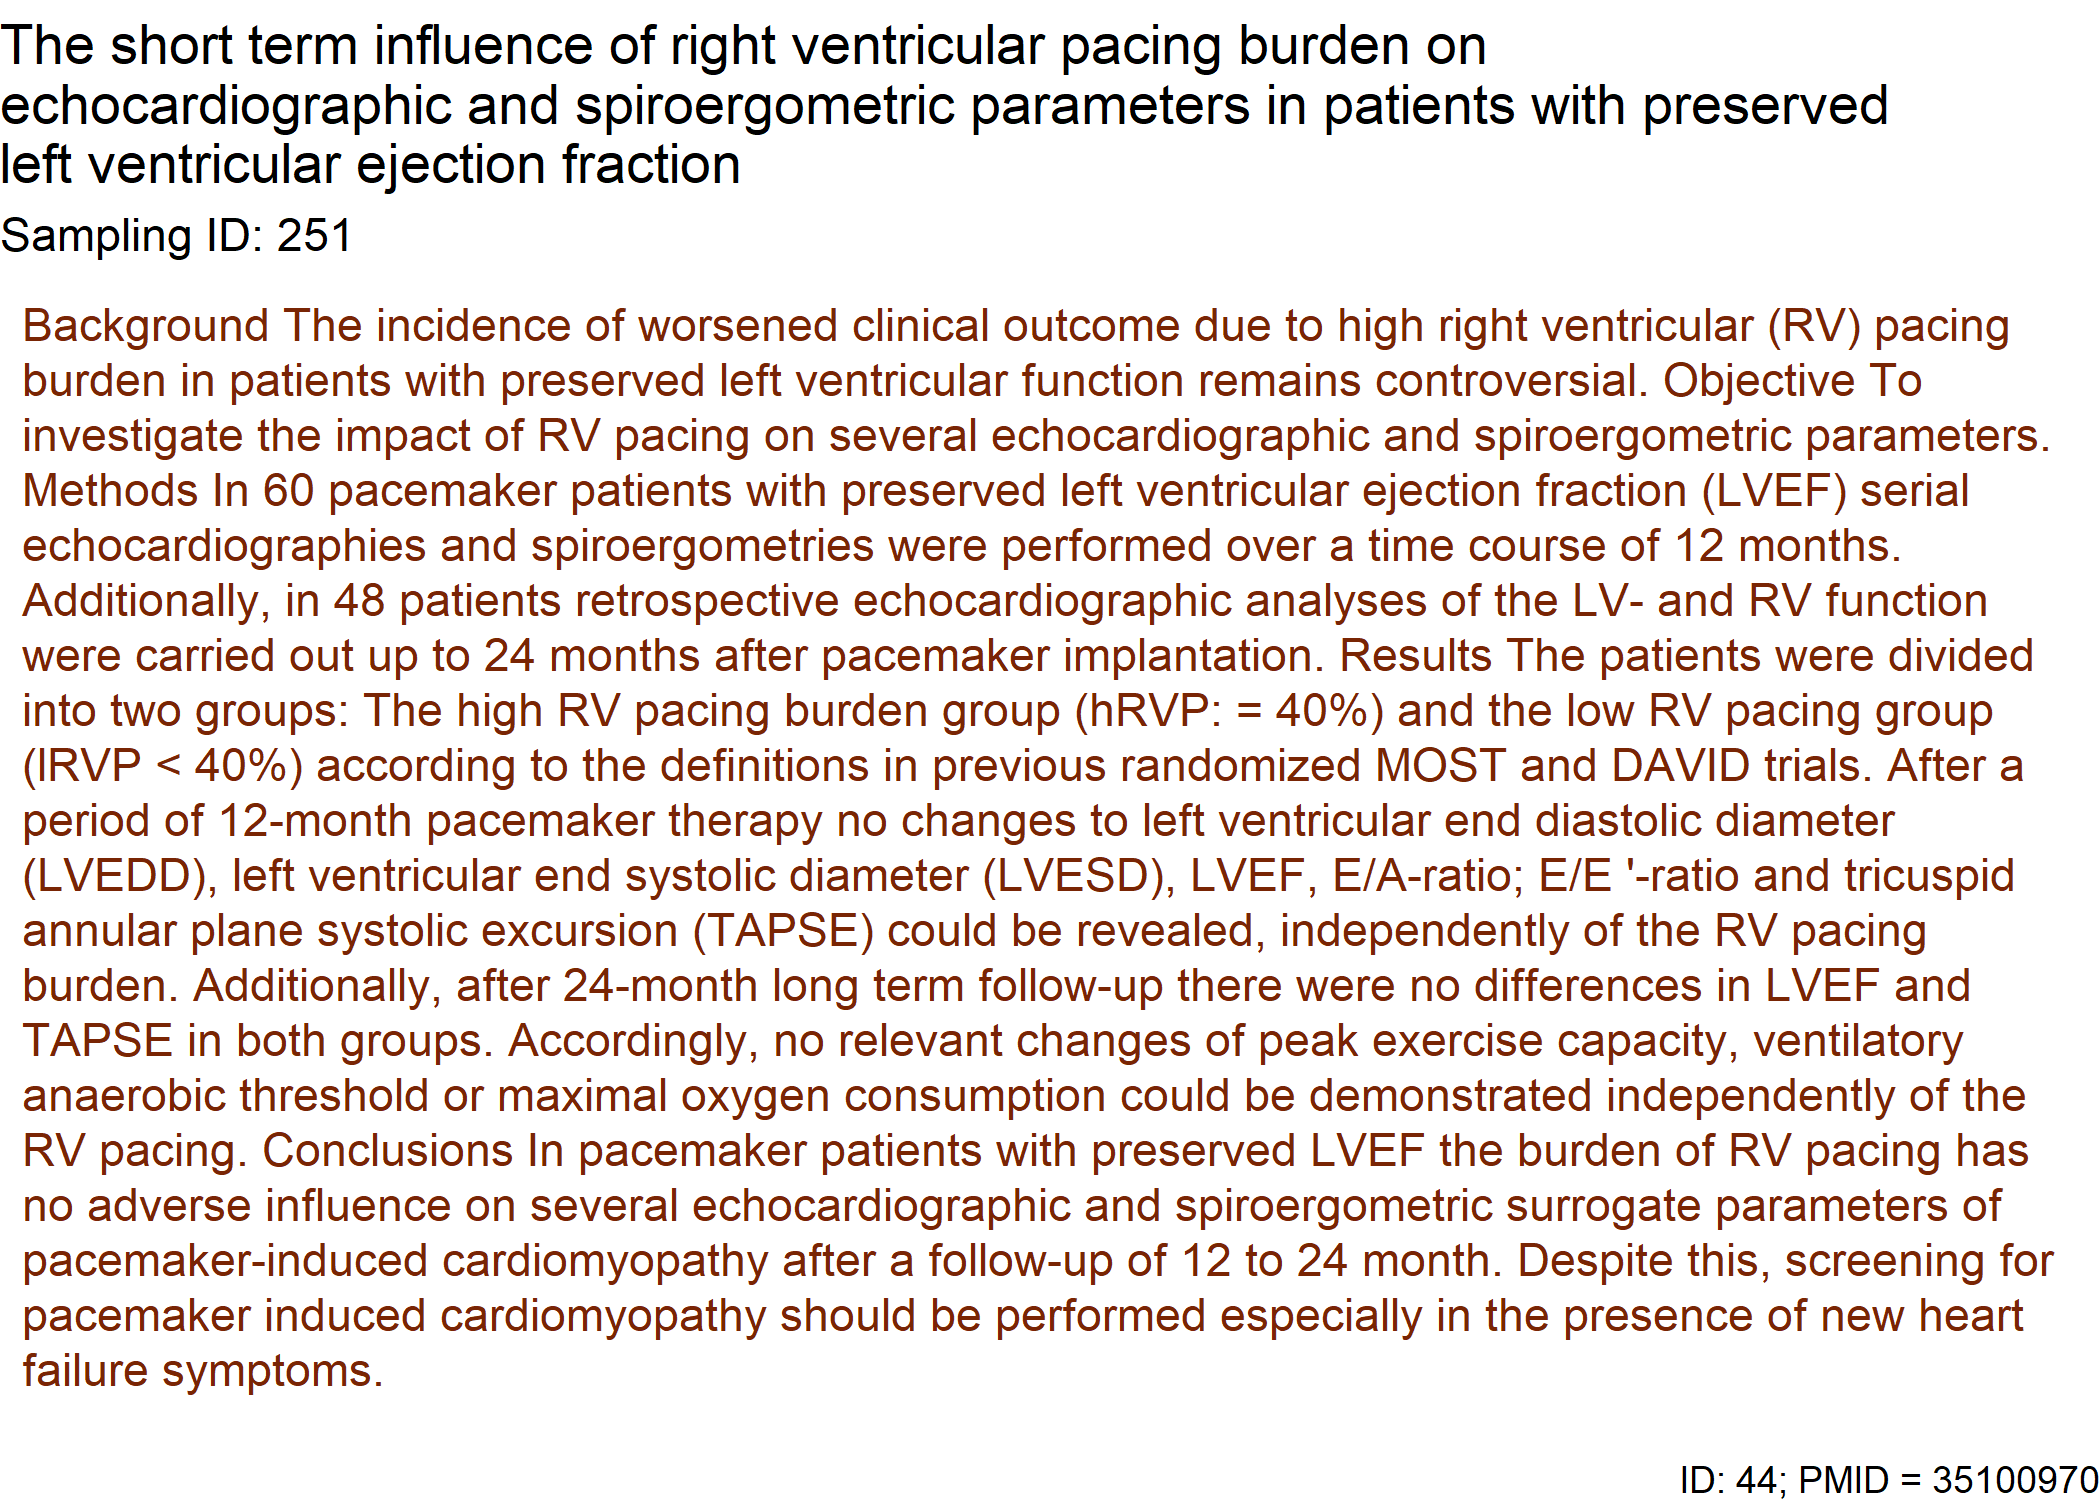 The short term influence of right ventricular pacing burden on
echocardiographic and spiroergometric parameters in patients with preserved
left ventricular ejection fraction
Sampling ID: 251
Background The incidence of worsened clinical outcome due to high right ventricular (RV) pacing
burden in patients with preserved left ventricular function remains controversial. Objective To
investigate the impact of RV pacing on several echocardiographic and spiroergometric parameters.
Methods In 60 pacemaker patients with preserved left ventricular ejection fraction (LVEF) serial
echocardiographies and spiroergometries were performed over a time course of 12 months.
Additionally, in 48 patients retrospective echocardiographic analyses of the LV- and RV function
were carried out up to 24 months after pacemaker implantation. Results The patients were divided
into two groups: The high RV pacing burden group (hRVP: = 40%) and the low RV pacing group
(lRVP < 40%) according to the definitions in previous randomized MOST and DAVID trials. After a
period of 12-month pacemaker therapy no changes to left ventricular end diastolic diameter
(LVEDD), left ventricular end systolic diameter (LVESD), LVEF, E/A-ratio; E/E '-ratio and tricuspid
annular plane systolic excursion (TAPSE) could be revealed, independently of the RV pacing
burden. Additionally, after 24-month long term follow-up there were no differences in LVEF and
TAPSE in both groups. Accordingly, no relevant changes of peak exercise capacity, ventilatory
anaerobic threshold or maximal oxygen consumption could be demonstrated independently of the
RV pacing. Conclusions In pacemaker patients with preserved LVEF the burden of RV pacing has
no adverse influence on several echocardiographic and spiroergometric surrogate parameters of
pacemaker-induced cardiomyopathy after a follow-up of 12 to 24 month. Despite this, screening for
pacemaker induced cardiomyopathy should be performed especially in the presence of new heart
failure symptoms.
ID: 44; PMID = 35100970